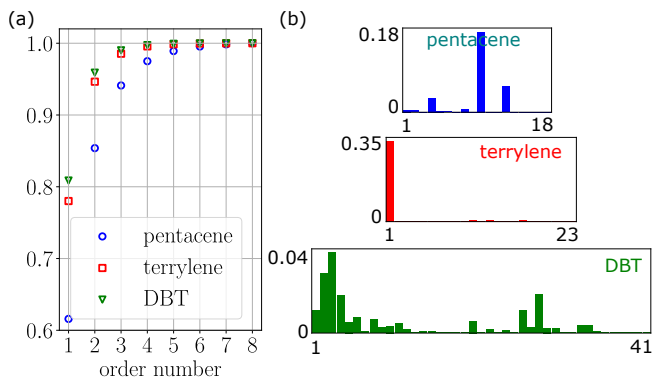 (a)
1.0
0.9
0.8
0.7
0.6
pentacene
terrylene
DBT
1 2 3 4 5 6 7 8
order number
(b)
0.18
pentacene
0
1 18
0.35
terrylene
0
1 23
0.04
DBT
0
1 41